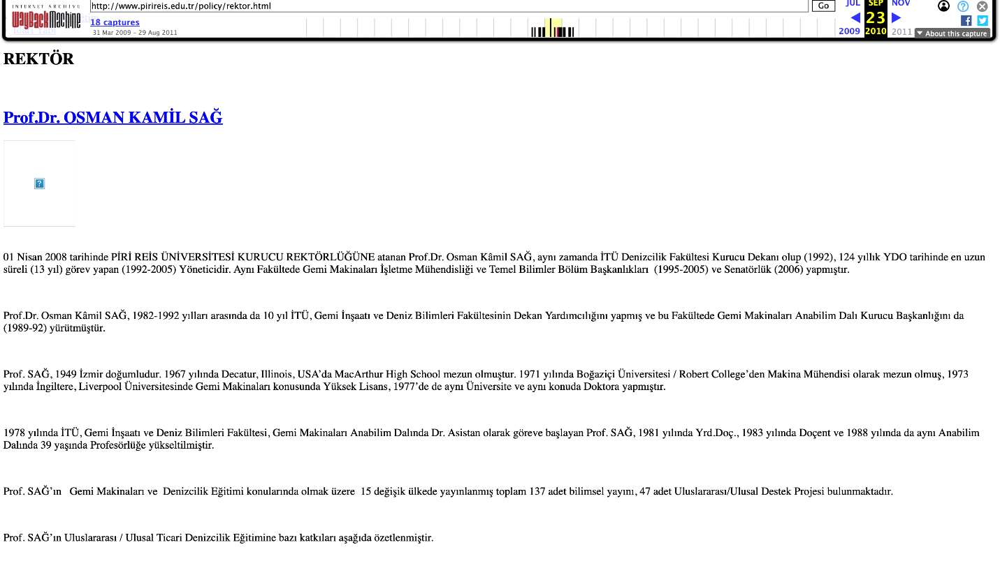 INTERNET ARCHIVE
WayBackMachine
http://www.pirireis.edu.tr/policy/rektor.html
Go
18 captures
31 Mar 2009 – 29 Aug 2011
JUL SEP NOV
23
2009 2010 2011
About this capture
İdari Yapı
REKTÖR
Prof.Dr. OSMAN KAMİL SAĞ
01 Nisan 2008 tarihinde PİRİ REİS ÜNİVERSİTESİ KURUCU REKTÖRLÜĞÜNE atanan Prof.Dr. Osman Kâmil SAĞ, aynı zamanda İTÜ Denizcilik Fakültesi Kurucu Dekanı olup (1992), 124 yıllık YDO tarihinde en uzun
süreli (13 yıl) görev yapan (1992-2005) Yöneticidir. Aynı Fakültede Gemi Makinaları İşletme Mühendisliği ve Temel Bilimler Bölüm Başkanlıkları (1995-2005) ve Senatörlük (2006) yapmıştır.
Prof.Dr. Osman Kâmil SAĞ, 1982-1992 yılları arasında da 10 yıl İTÜ, Gemi İnşaatı ve Deniz Bilimleri Fakültesinin Dekan Yardımcılığını yapmış ve bu Fakültede Gemi Makinaları Anabilim Dalı Kurucu Başkanlığını da
(1989-92) yürütmüştür.
Prof. SAĞ, 1949 İzmir doğumludur. 1967 yılında Decatur, Illinois, USA’da MacArthur High School mezun olmuştur. 1971 yılında Boğaziçi Üniversitesi / Robert College’den Makina Mühendisi olarak mezun olmuş, 1973
yılında İngiltere, Liverpool Üniversitesinde Gemi Makinaları konusunda Yüksek Lisans, 1977’de de aynı Üniversite ve aynı konuda Doktora yapmıştır.
1978 yılında İTÜ, Gemi İnşaatı ve Deniz Bilimleri Fakültesi, Gemi Makinaları Anabilim Dalında Dr. Asistan olarak göreve başlayan Prof. SAĞ, 1981 yılında Yrd.Doç., 1983 yılında Doçent ve 1988 yılında da aynı Anabilim
Dalında 39 yaşında Profesörlüğe yükseltilmiştir.
Prof. SAĞ’ın Gemi Makinaları ve Denizcilik Eğitimi konularında olmak üzere 15 değişik ülkede yayınlanmış toplam 137 adet bilimsel yayını, 47 adet Uluslararası/Ulusal Destek Projesi bulunmaktadır.
Prof. SAĞ’ın Uluslararası / Ulusal Ticari Denizcilik Eğitimine bazı katkıları aşağıda özetlenmiştir.